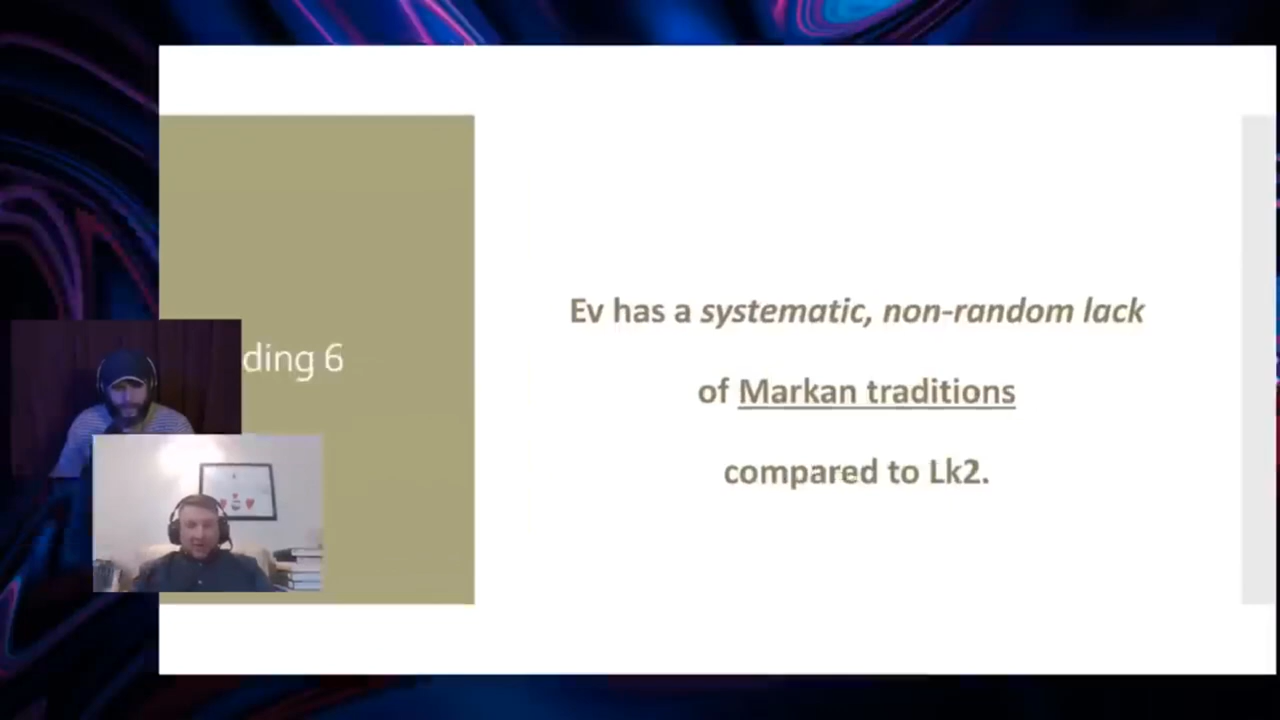 ding 6
Ev has a systematic, non-random lack
of Markan traditions
compared to Lk2.